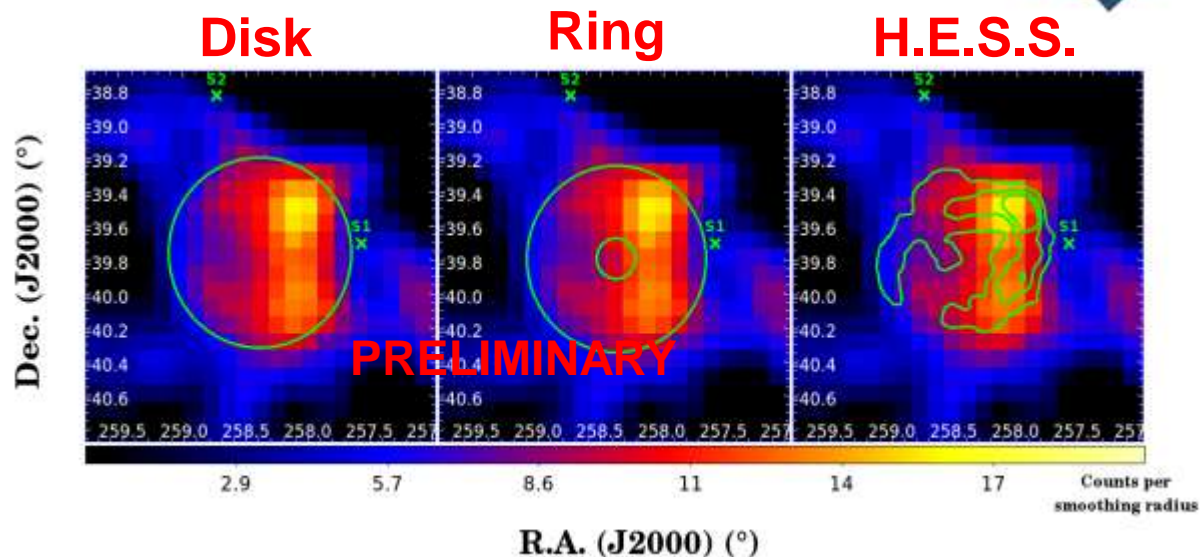 Disk Ring H.E.S.S.
S2 S2 S2
38.8 38.8 38.8
39.0 39.0 39.0
39.2 39.2 39.2
39.4 39.4 39.4
S1 S1 S1
39.6 39.6 39.6
39.8 39.8 39.8
40.0 40.0 40.0
40.2 40.2 40.2
PRELIMINARY
40.4 40.4 40.4
40.6 40.6 40.6
259.5 259.0 258.5 258.0 257.5 257 259.5 259.0 258.5 258.0 257.5 257 259.5 259.0 258.5 258.0 257.5 257
Dec. (J2000) (°)
2.9 5.7 8.6 11 14 17 Counts per
smoothing radius
R.A. (J2000) (°)